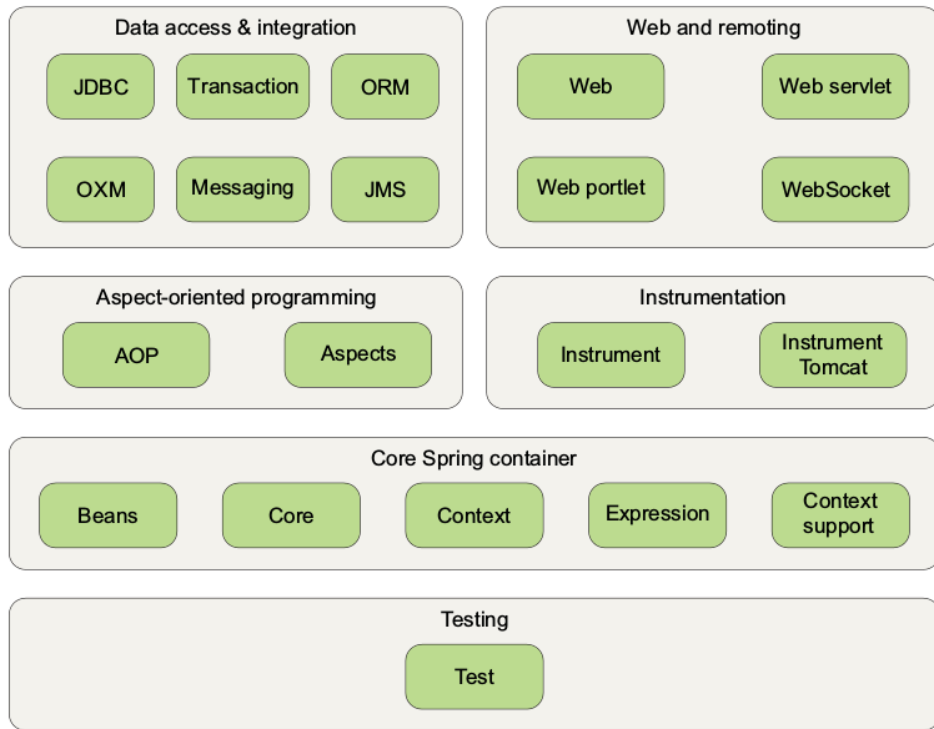 Data access & integration
JDBC
Transaction
ORM
OXM
Messaging
JMS
Web and remoting
Web
Web servlet
Web portlet
WebSocket
Aspect-oriented programming
AOP
Aspects
Instrumentation
Instrument
Instrument
Tomcat
Core Spring container
Beans
Core
Context
Expression
Context
support
Testing
Test